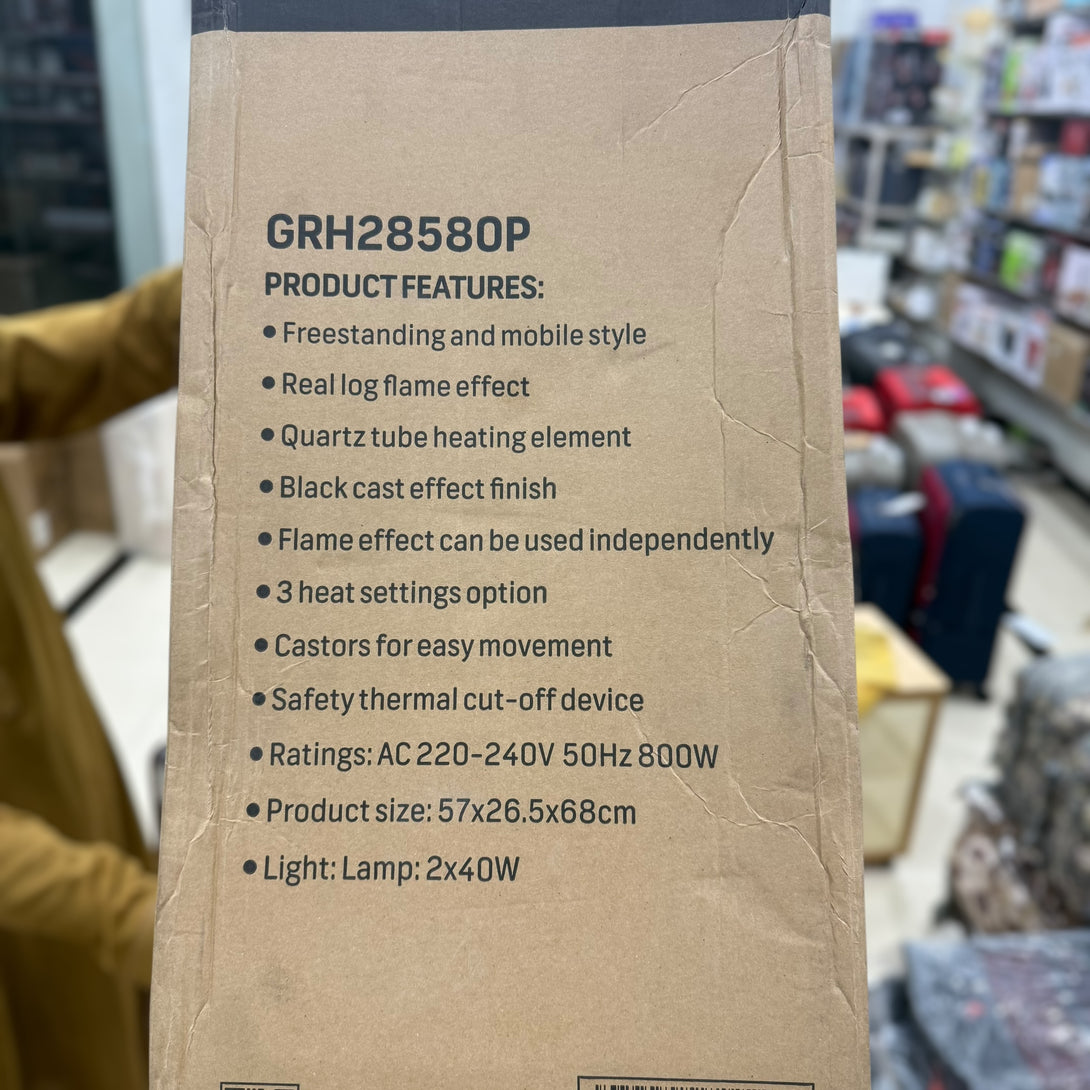 GRH28580P
PRODUCT FEATURES:
• Freestanding and mobile style
• Real log flame effect
• Quartz tube heating element
• Black cast effect finish
• Flame effect can be used independently
• 3 heat settings option
• Castors for easy movement
• Safety thermal cut-off device
• Ratings: AC 220-240V 50Hz 800W
• Product size: 57x26.5x68cm
• Light: Lamp: 2x40W